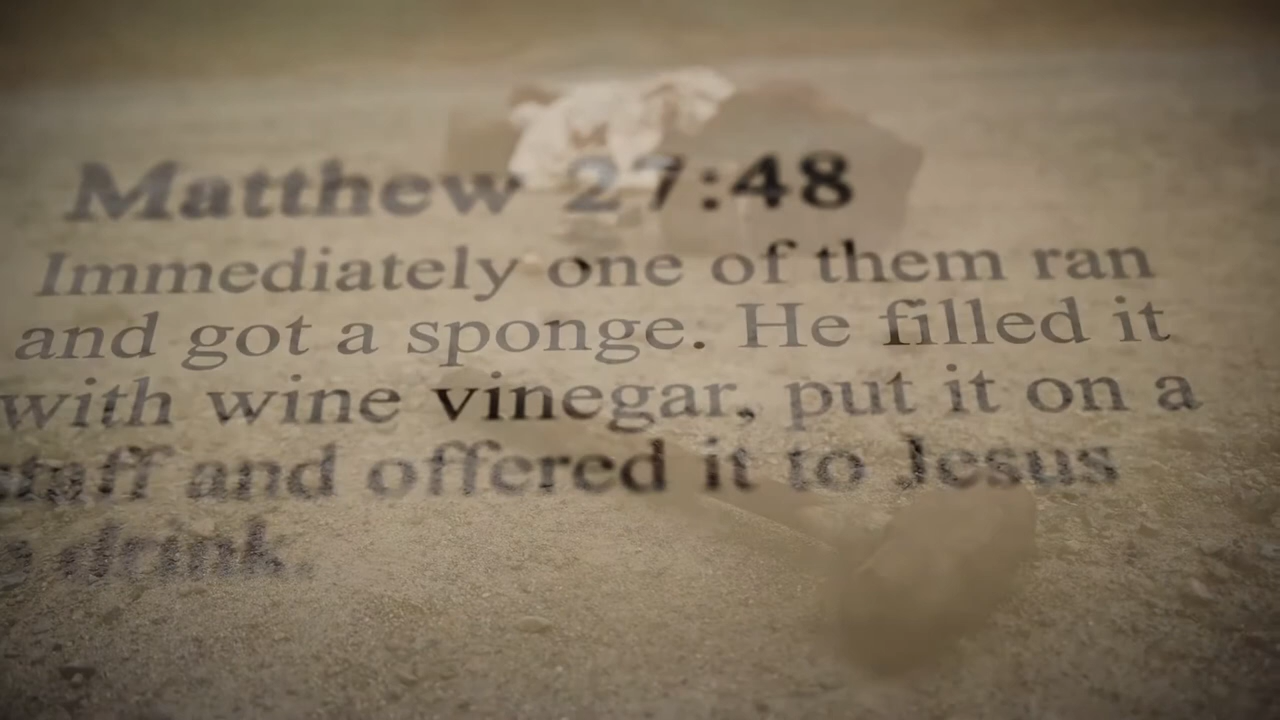 Matthew 27:48
Immediately one of them ran
and got a sponge. He filled it
with wine vinegar, put it on a
staff and offered it to Jesus
drink.